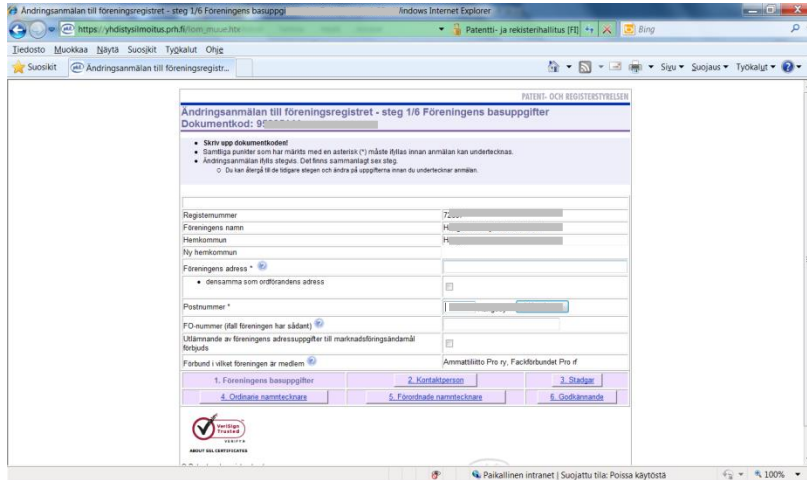 Ändringsanmälan till föreningsregistret - steg 1/6 Föreningens basuppgi
Windows Internet Explorer
https://yhdistysilmoitus.prh.fi
Patentti- ja rekisterihallitus [FI]
Bing
Tiedosto Muokkaa Näytä Suosikit Työkalut Ohje
Suosikit
Ändringsanmälan till föreningsregistr...
Sivu Suojaus Työkalut
PATENT- OCH REGISTERSTYRELSEN
Ändringsanmälan till föreningsregistret - steg 1/6 Föreningens basuppgifter
Dokumentkod:
Skriv upp dokumentkoden!
Samtliga punkter som har märkts med en asterisk (*) måste ifyllas innan anmälan kan undertecknas.
Ändringsanmälan ifylls stegvis. Det finns sammanlagt sex steg.
Du kan återgå till de tidigare stegen och ändra på uppgifterna innan du undertecknar anmälan.
Registernummer
Föreningens namn H
Hemkommun H
Ny hemkommun
Föreningens adress *
densamma som ordförandens adress
Postnummer *
FO-nummer (ifall föreningen har sådant)
Utlämnande av föreningens adressuppgifter till marknadsföringsändamål
förbjuds
Förbund i vilket föreningen är medlem Ammattiliitto Pro ry, Fackförbundet Pro rf
1. Föreningens basuppgifter 2. Kontaktperson 3. Stadgar
4. Ordinarie namntecknare 5. Förordnade namntecknare 6. Godkännande
VeriSign
Trusted
VERIFY
ABOUT SSL CERTIFICATES
Paikallinen intranet | Suojattu tila: Poissa käytöstä
100%